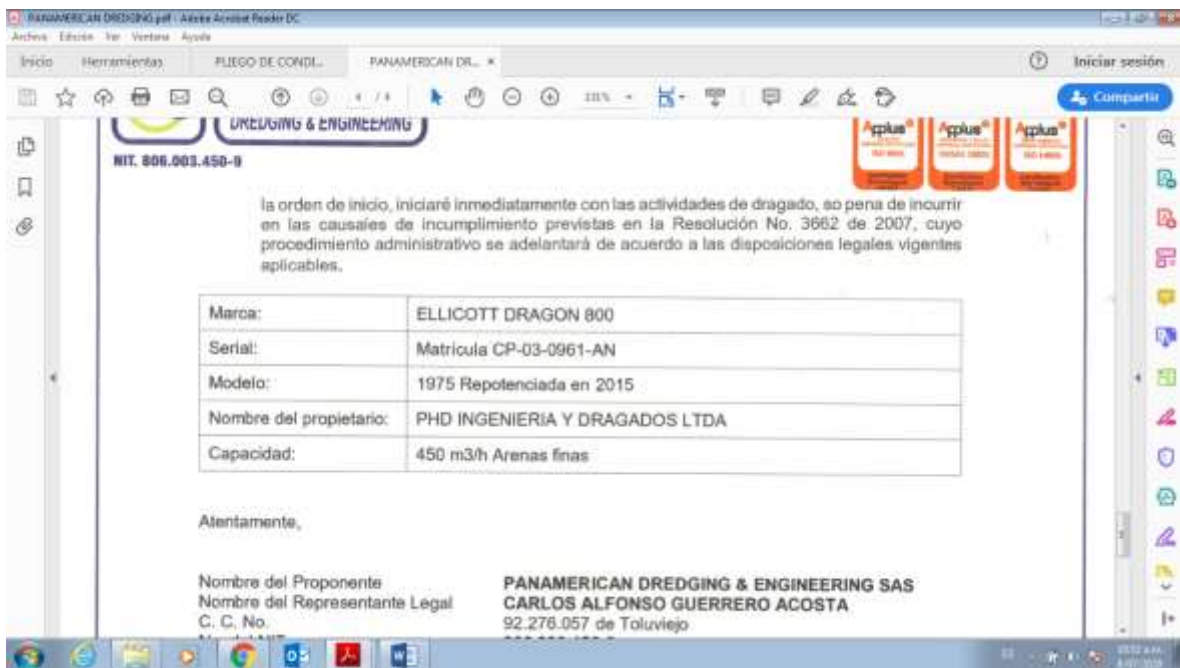 PANAMERICAN DREDGING.pdf - Adobe Acrobat Reader DC
Archivo Edición Ver Ventana Ayuda
Inicio Herramientas PLIEGO DE CONDI... PANAMERICAN DR... × Iniciar sesión
4 / 4 Compartir
DREDGING & ENGINEERING
Applus Applus Applus
NIT. 806.003.450-9
la orden de inicio, iniciaré inmediatamente con las actividades de dragado, so pena de incurrir
en las causales de incumplimiento previstas en la Resolución No. 3662 de 2007, cuyo
procedimiento administrativo se adelantará de acuerdo a las disposiciones legales vigentes
aplicables.
Marca: ELLICOTT DRAGON 800
Serial: Matricula CP-03-0961-AN
Modelo: 1975 Repotenciada en 2015
Nombre del propietario: PHD INGENIERIA Y DRAGADOS LTDA
Capacidad: 450 m3/h Arenas finas
Atentamente,
Nombre del Proponente PANAMERICAN DREDGING & ENGINEERING SAS
Nombre del Representante Legal CARLOS ALFONSO GUERRERO ACOSTA
C. C. No. 92.276.057 de Toluviejo